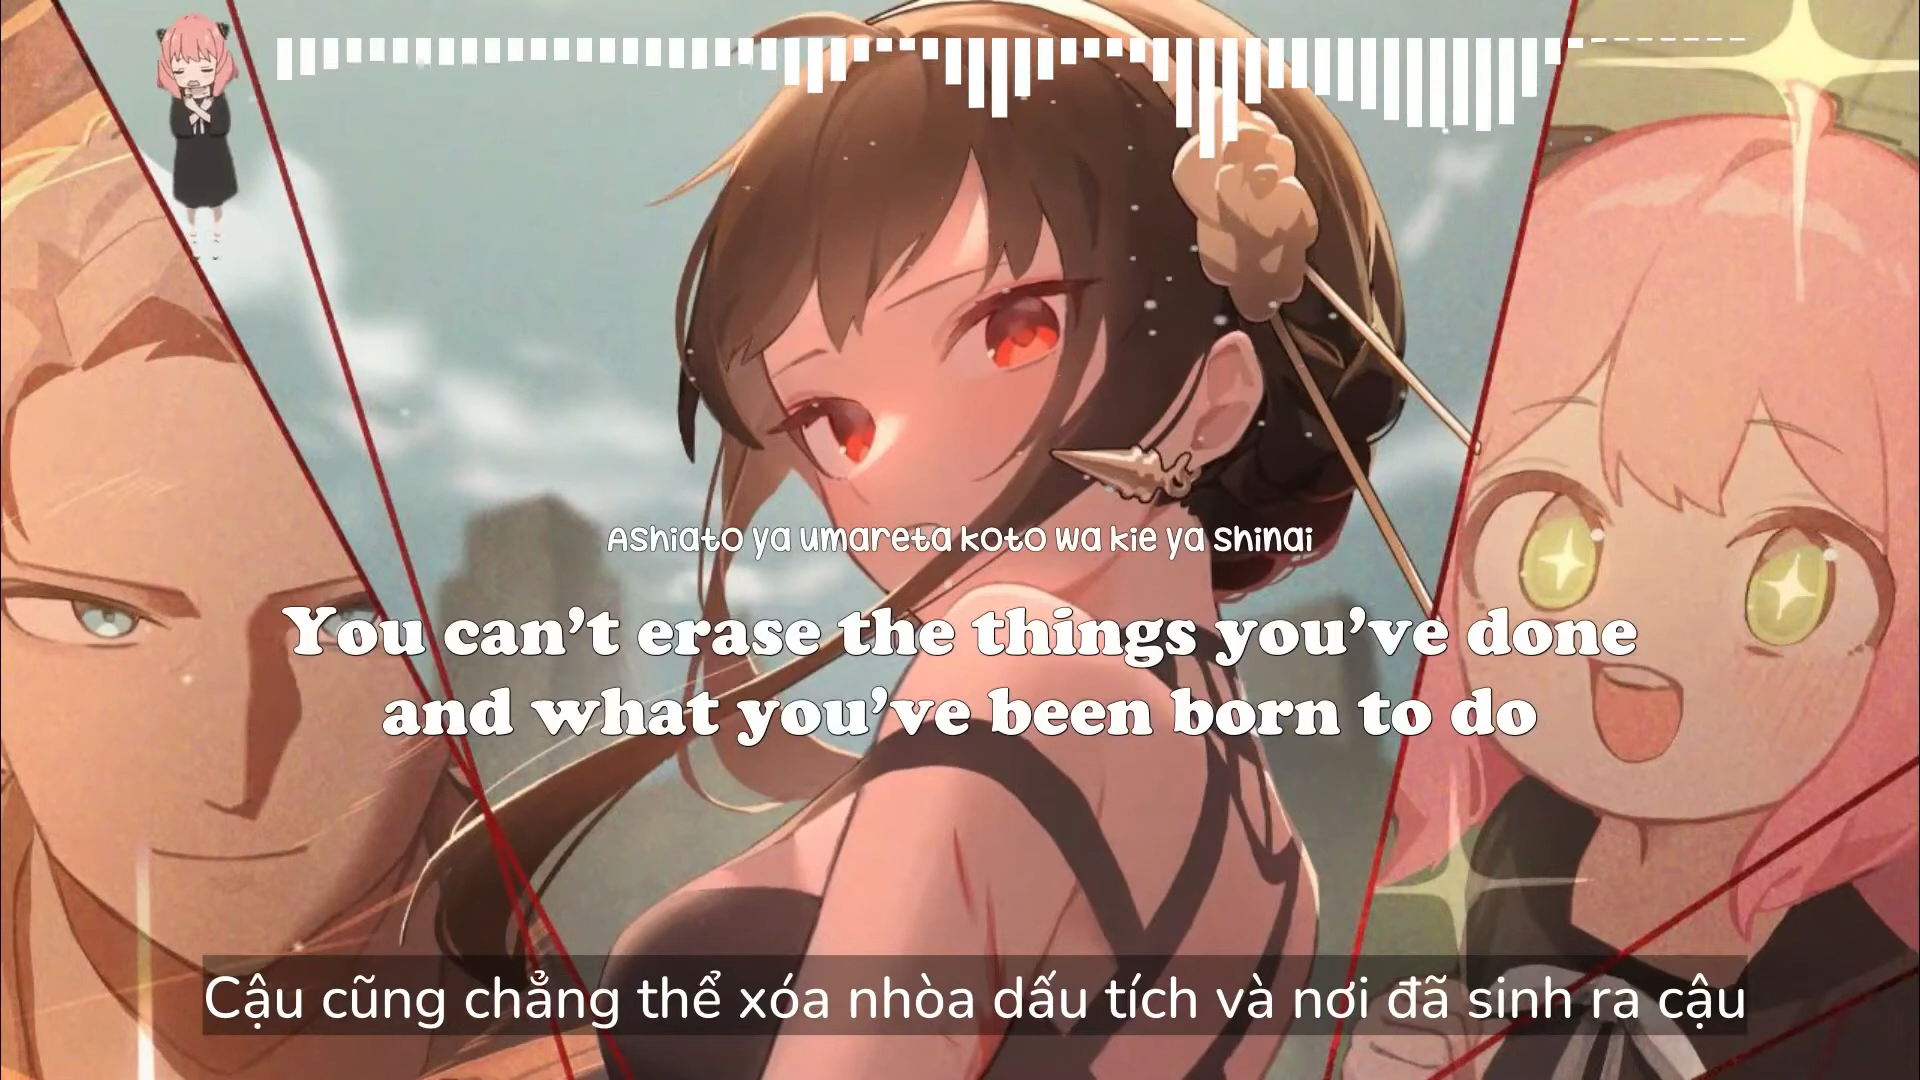 Ashiato ya umareta koto wa kie ya shinai
You can’t erase the things you’ve done
and what you’ve been born to do
Cậu cũng chẳng thể xóa nhòa dấu tích và nơi đã sinh ra cậu